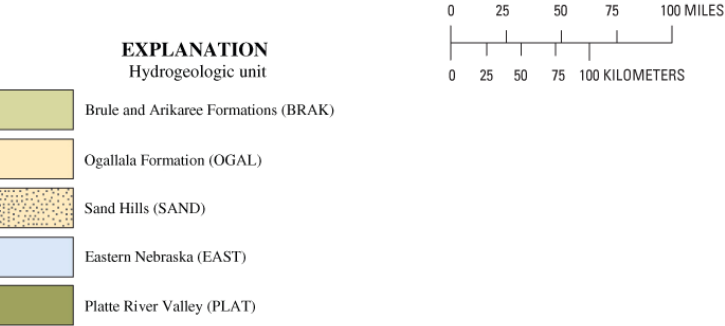 0 25 50 75 100 MILES
0 25 50 75 100 KILOMETERS
EXPLANATION
Hydrogeologic unit
Brule and Arikaree Formations (BRAK)
Ogallala Formation (OGAL)
Sand Hills (SAND)
Eastern Nebraska (EAST)
Platte River Valley (PLAT)